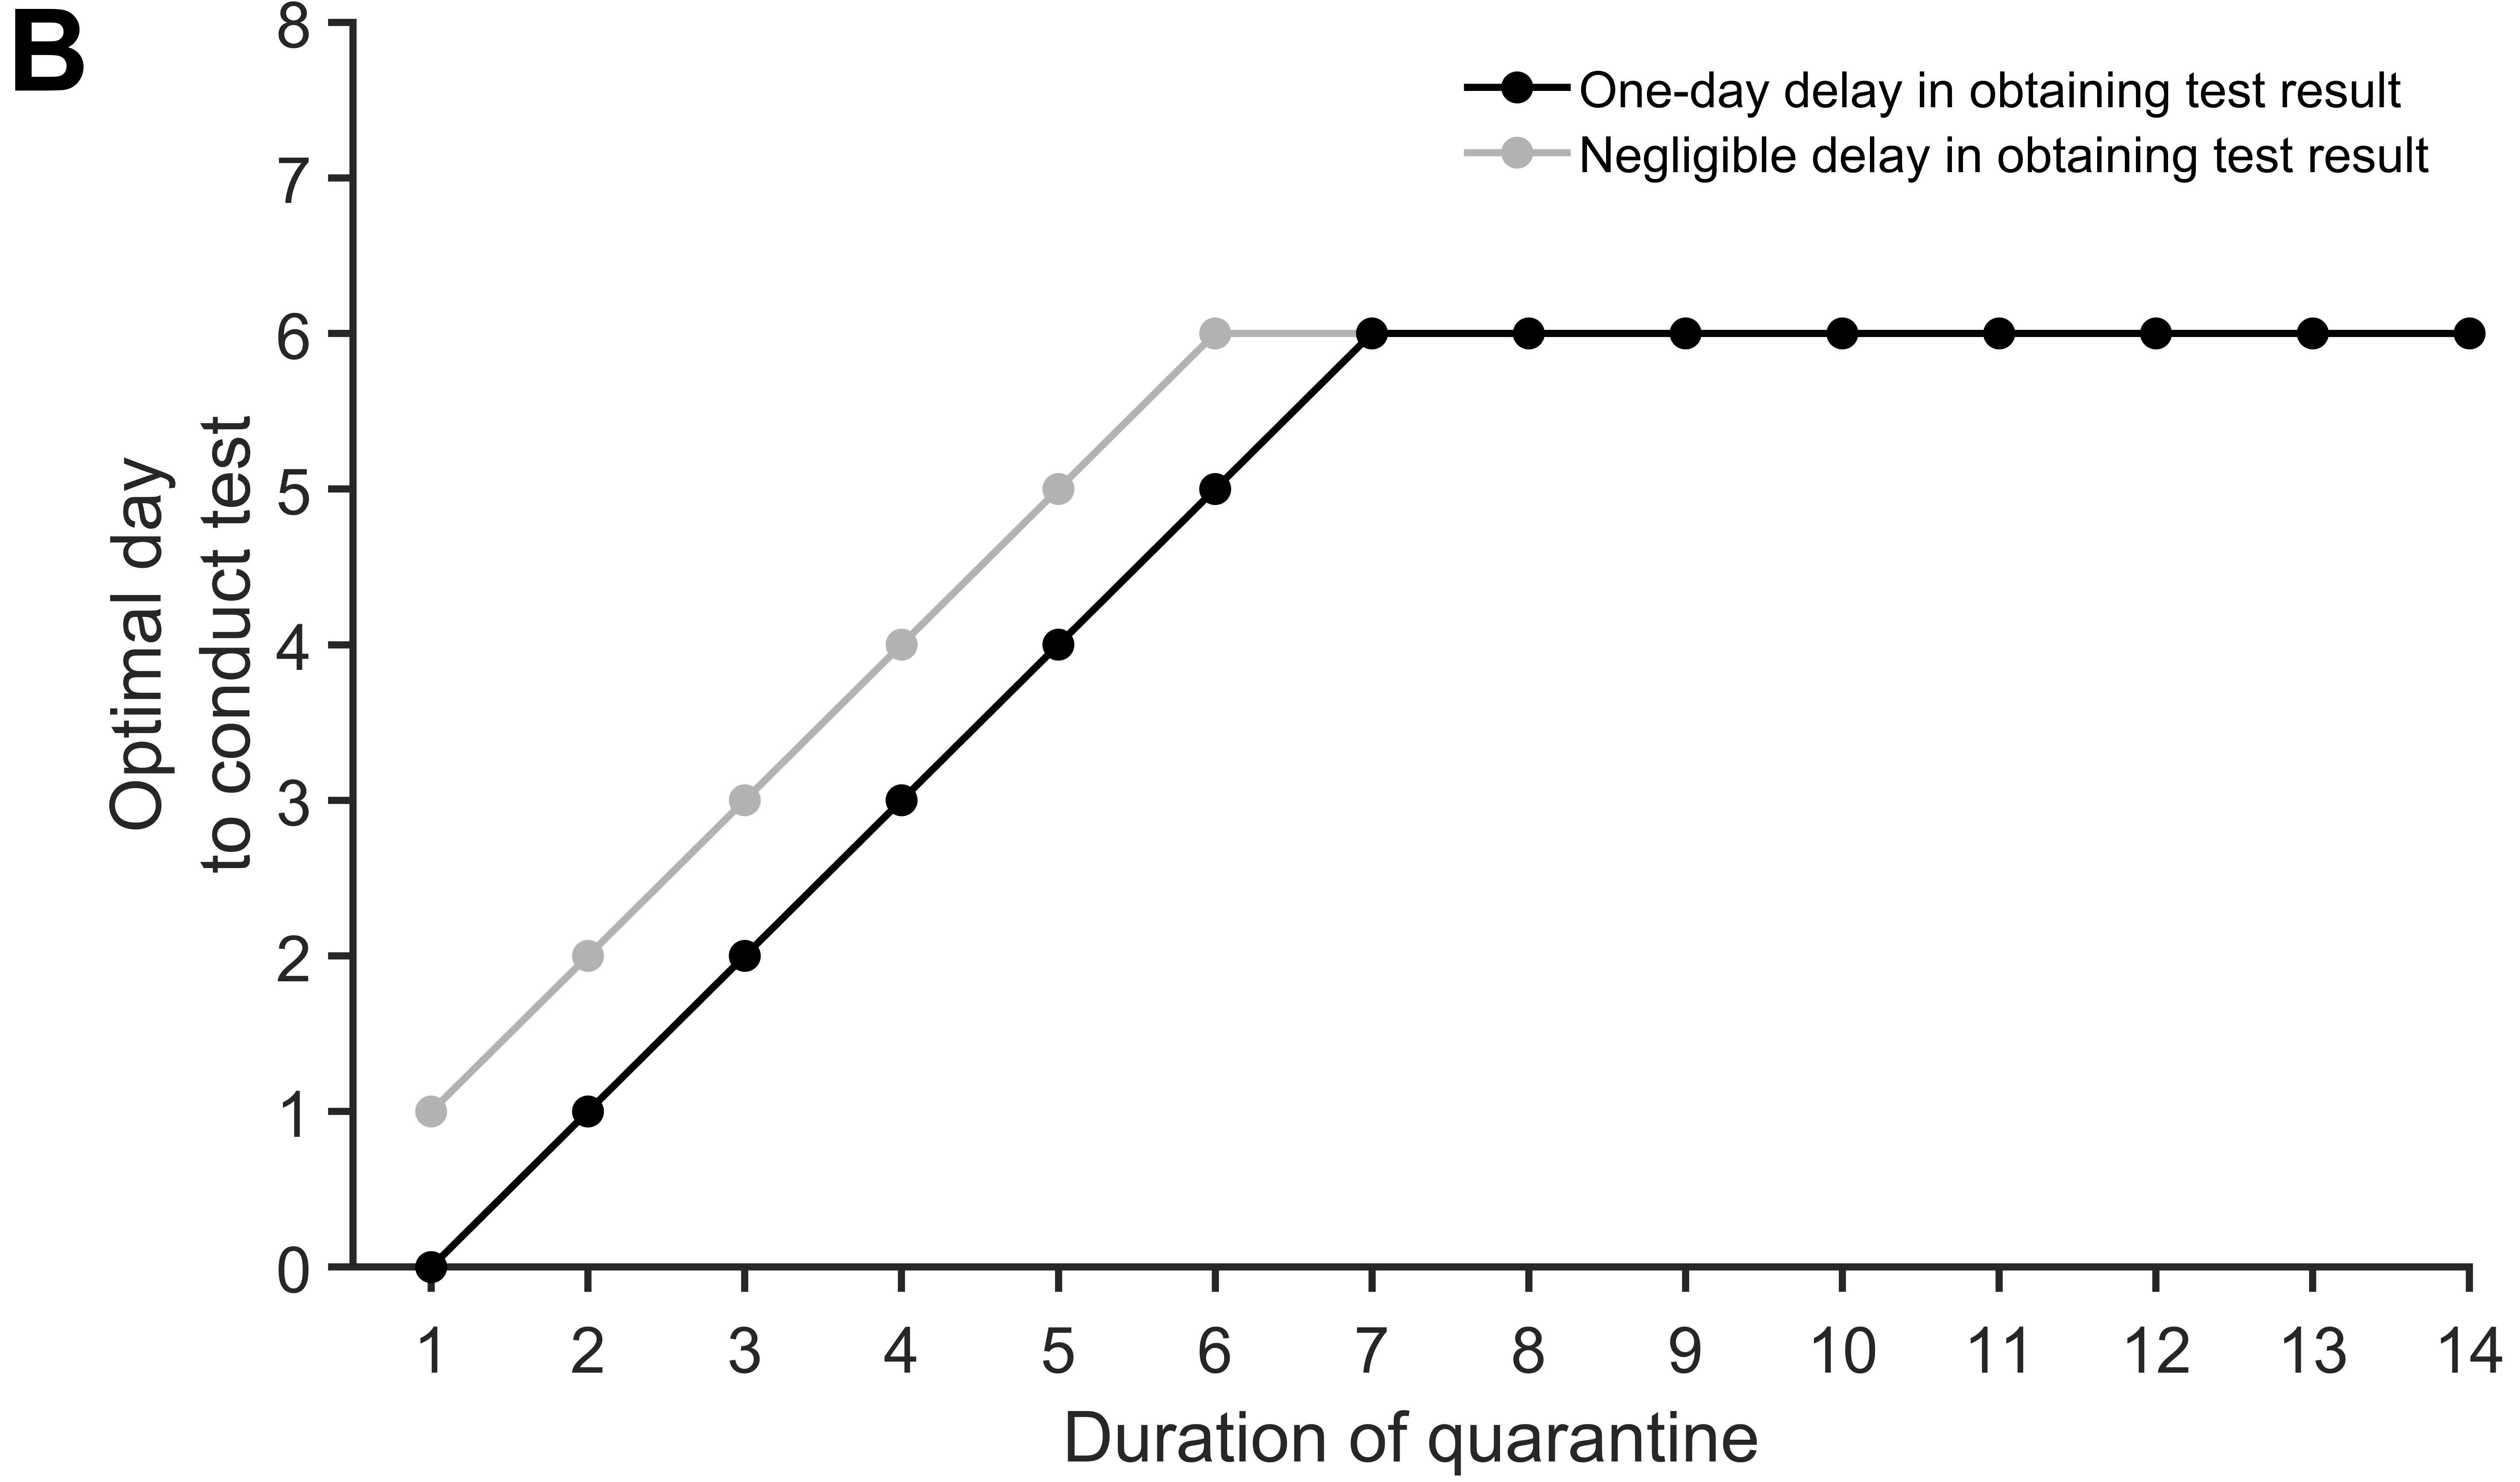 B
One-day delay in obtaining test result
Negligible delay in obtaining test result
8
7
6
5
4
3
2
1
0
Optimal day
to conduct test
1 2 3 4 5 6 7 8 9 10 11 12 13 14
Duration of quarantine